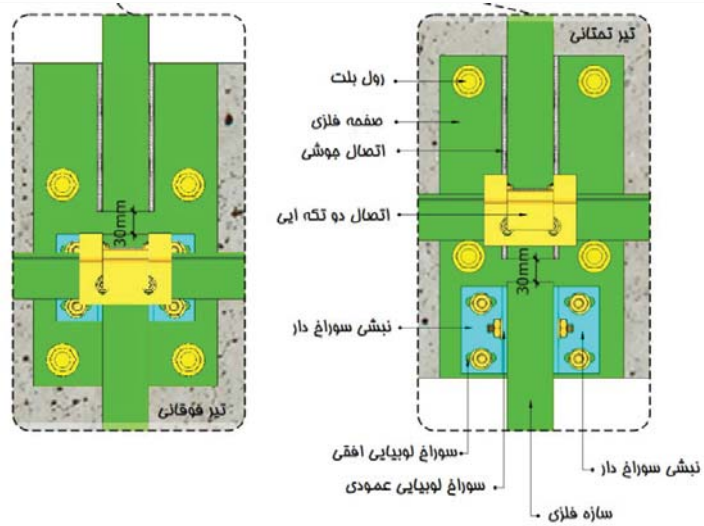 تیر تحتانی
رول بلت
صفحه فلزی
اتصال جوشی
اتصال دو تکه ایی
30mm
30mm
نبشی سوراخ دار
تیر فوقانی
سوراخ لوبیایی افقی
نبشی سوراخ دار
سوراخ لوبیایی عمودی
سازه فلزی